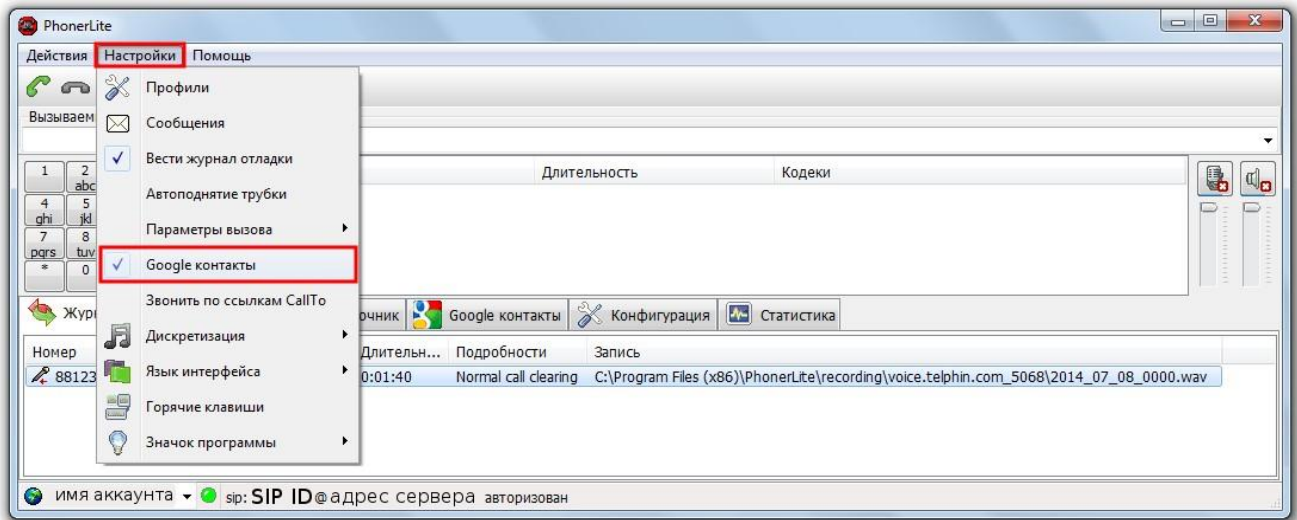 PhonerLite
Действия Настройки Помощь
Профили
Вызываем
Сообщения
Вести журнал отладки
Длительность Кодеки
1 2 abc
Автоподнятие трубки
4 ghi 5 jkl
Параметры вызова
7 pqrs 8 tuv
Google контакты
* 0
Звонить по ссылкам CallTo
Жур очник Google контакты Конфигурация Статистика
Дискретизация
Номер Длительн... Подробности Запись
Язык интерфейса
88123 0:01:40 Normal call clearing C:\Program Files (x86)\PhonerLite\recording\voice.telphin.com_5068\2014_07_08_0000.wav
Горячие клавиши
Значок программы
имя аккаунта sip: SIP ID@адрес сервера авторизован